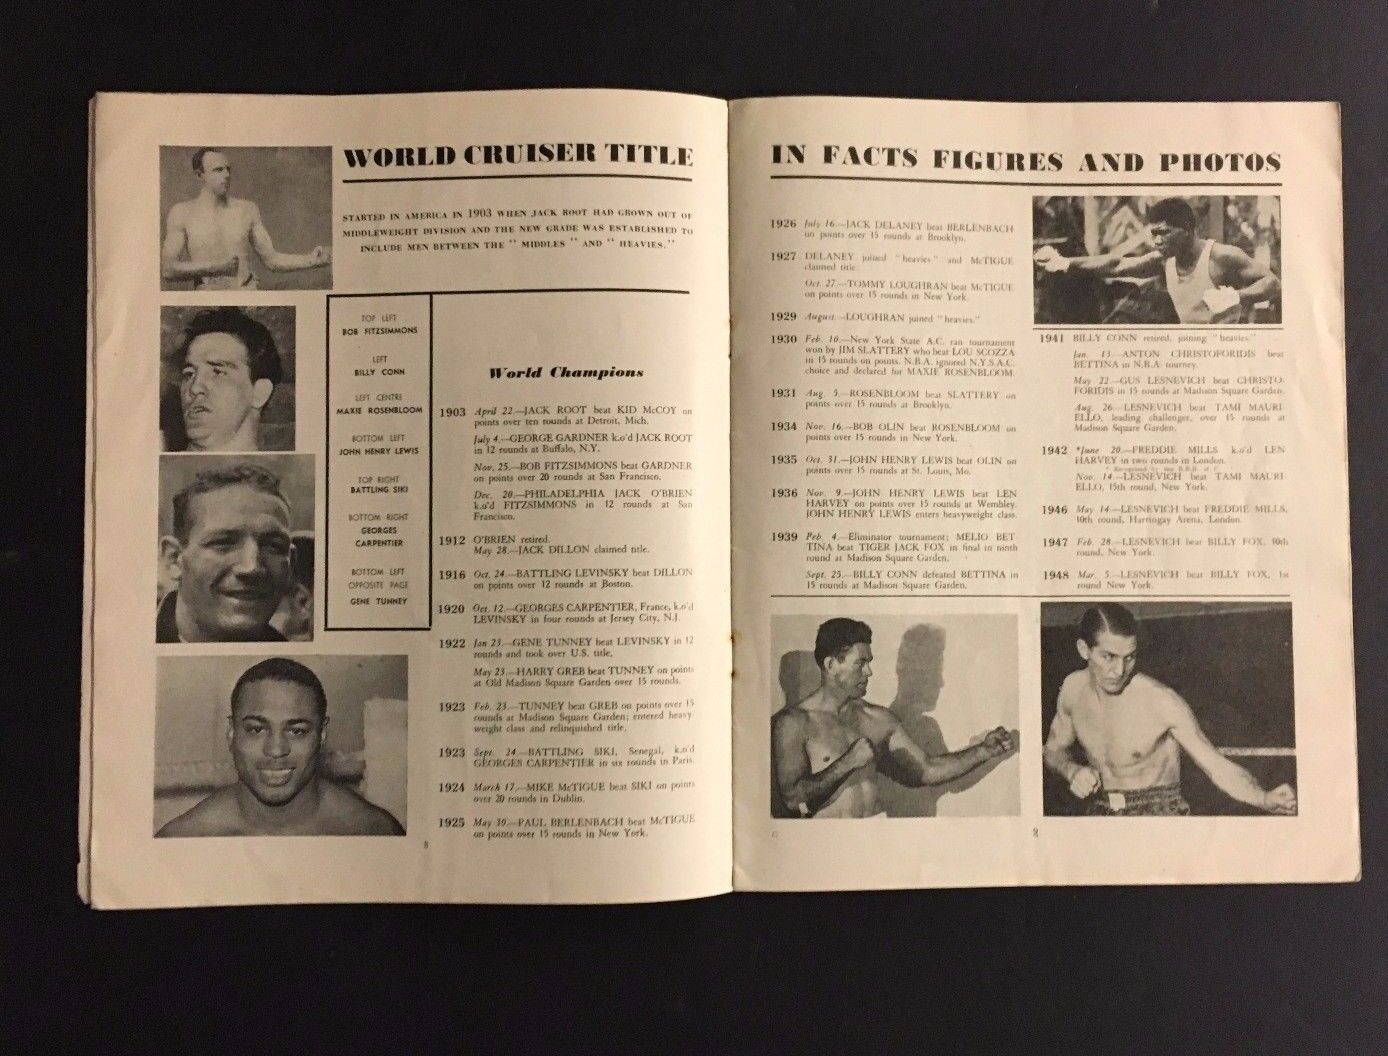 WORLD CRUISER TITLE
STARTED IN AMERICA IN 1903 WHEN JACK ROOT HAD GROWN OUT OF
MIDDLEWEIGHT DIVISION AND THE NEW GRADE WAS ESTABLISHED TO
INCLUDE MEN BETWEEN THE " MIDDLES " AND " HEAVIES."
TOP LEFT
BOB FITZSIMMONS
LEFT
BILLY CONN
LEFT CENTRE
MAXIE ROSENBLOOM
BOTTOM LEFT
JOHN HENRY LEWIS
TOP RIGHT
BATTLING SIKI
BOTTOM RIGHT
GEORGES
CARPENTIER
BOTTOM LEFT
OPPOSITE PAGE
GENE TUNNEY
World Champions
1903 April 22.—JACK ROOT beat KID McCOY on
points over ten rounds at Detroit, Mich.
July 4.—GEORGE GARDNER k.o'd JACK ROOT
in 12 rounds at Buffalo, N.Y.
Nov. 25.—BOB FITZSIMMONS beat GARDNER
on points over 20 rounds at San Francisco.
Dec. 20.—PHILADELPHIA JACK O'BRIEN
k.o'd FITZSIMMONS in 12 rounds at San
Francisco.
1912 O'BRIEN retired.
May 28.—JACK DILLON claimed title.
1916 Oct. 24.—BATTLING LEVINSKY beat DILLON
on points over 12 rounds at Boston.
1920 Oct. 12.—GEORGES CARPENTIER, France, k.o'd
LEVINSKY in four rounds at Jersey City, N.J.
1922 Jan 23.—GENE TUNNEY beat LEVINSKY in 12
rounds and took over U.S. title.
May 23.—HARRY GREB beat TUNNEY on points
at Old Madison Square Garden over 15 rounds.
1923 Feb. 23.—TUNNEY beat GREB on points over 15
rounds at Madison Square Garden; entered heavy
weight class and relinquished title.
1923 Sept. 24.—BATTLING SIKI, Senegal, k.o'd
GEORGES CARPENTIER in six rounds in Paris.
1924 March 17.—MIKE McTIGUE beat SIKI on points
over 20 rounds in Dublin.
1925 May 30.—PAUL BERLENBACH beat McTIGUE
on points over 15 rounds in New York.
8
IN FACTS FIGURES AND PHOTOS
1926 July 16.—JACK DELANEY beat BERLENBACH
on points over 15 rounds at Brooklyn.
1927 DELANEY joined "heavies" and McTIGUE
claimed title.
Oct. 27.—TOMMY LOUGHRAN beat McTIGUE
on points over 15 rounds in New York.
1929 August.—LOUGHRAN joined "heavies."
1930 Feb. 10.—New York State A.C. ran tournament
won by JIM SLATTERY who beat LOU SCOZZA
in 15 rounds on points. N.B.A. ignored N.Y.S.A.C.
choice and declared for MAXIE ROSENBLOOM.
1931 Aug. 5.—ROSENBLOOM beat SLATTERY on
points over 15 rounds at Brooklyn.
1934 Nov. 16.—BOB OLIN beat ROSENBLOOM on
points over 15 rounds in New York.
1935 Oct. 31.—JOHN HENRY LEWIS beat OLIN on
points over 15 rounds at St. Louis, Mo.
1936 Nov. 9.—JOHN HENRY LEWIS beat LEN
HARVEY on points over 15 rounds at Wembley.
JOHN HENRY LEWIS enters heavyweight class.
1939 Feb. 4.—Eliminator tournament; MELIO BET
TINA beat TIGER JACK FOX in final in ninth
round at Madison Square Garden.
Sept. 25.—BILLY CONN defeated BETTINA in
15 rounds at Madison Square Garden.
1941 BILLY CONN retired, joining "heavies."
Jan. 13.—ANTON CHRISTOFORIDIS beat
BETTINA in N.B.A. tourney.
May 22.—GUS LESNEVICH beat CHRISTO-
FORIDIS in 15 rounds at Madison Square Garden.
Aug. 26.—LESNEVICH beat TAMI MAURI
ELLO, leading challenger, over 15 rounds at
Madison Square Garden.
1942 *June 20.—FREDDIE MILLS k.o'd LEN
HARVEY in two rounds in London.
* Recognised by the B.B.B. of C.
Nov. 14.—LESNEVICH beat TAMI MAURI
ELLO, 15th round, New York.
1946 May 14.—LESNEVICH beat FREDDIE MILLS,
10th round, Harringay Arena, London.
1947 Feb. 28.—LESNEVICH beat BILLY FOX, 10th
round, New York.
1948 Mar. 5.—LESNEVICH beat BILLY FOX, 1st
round New York.